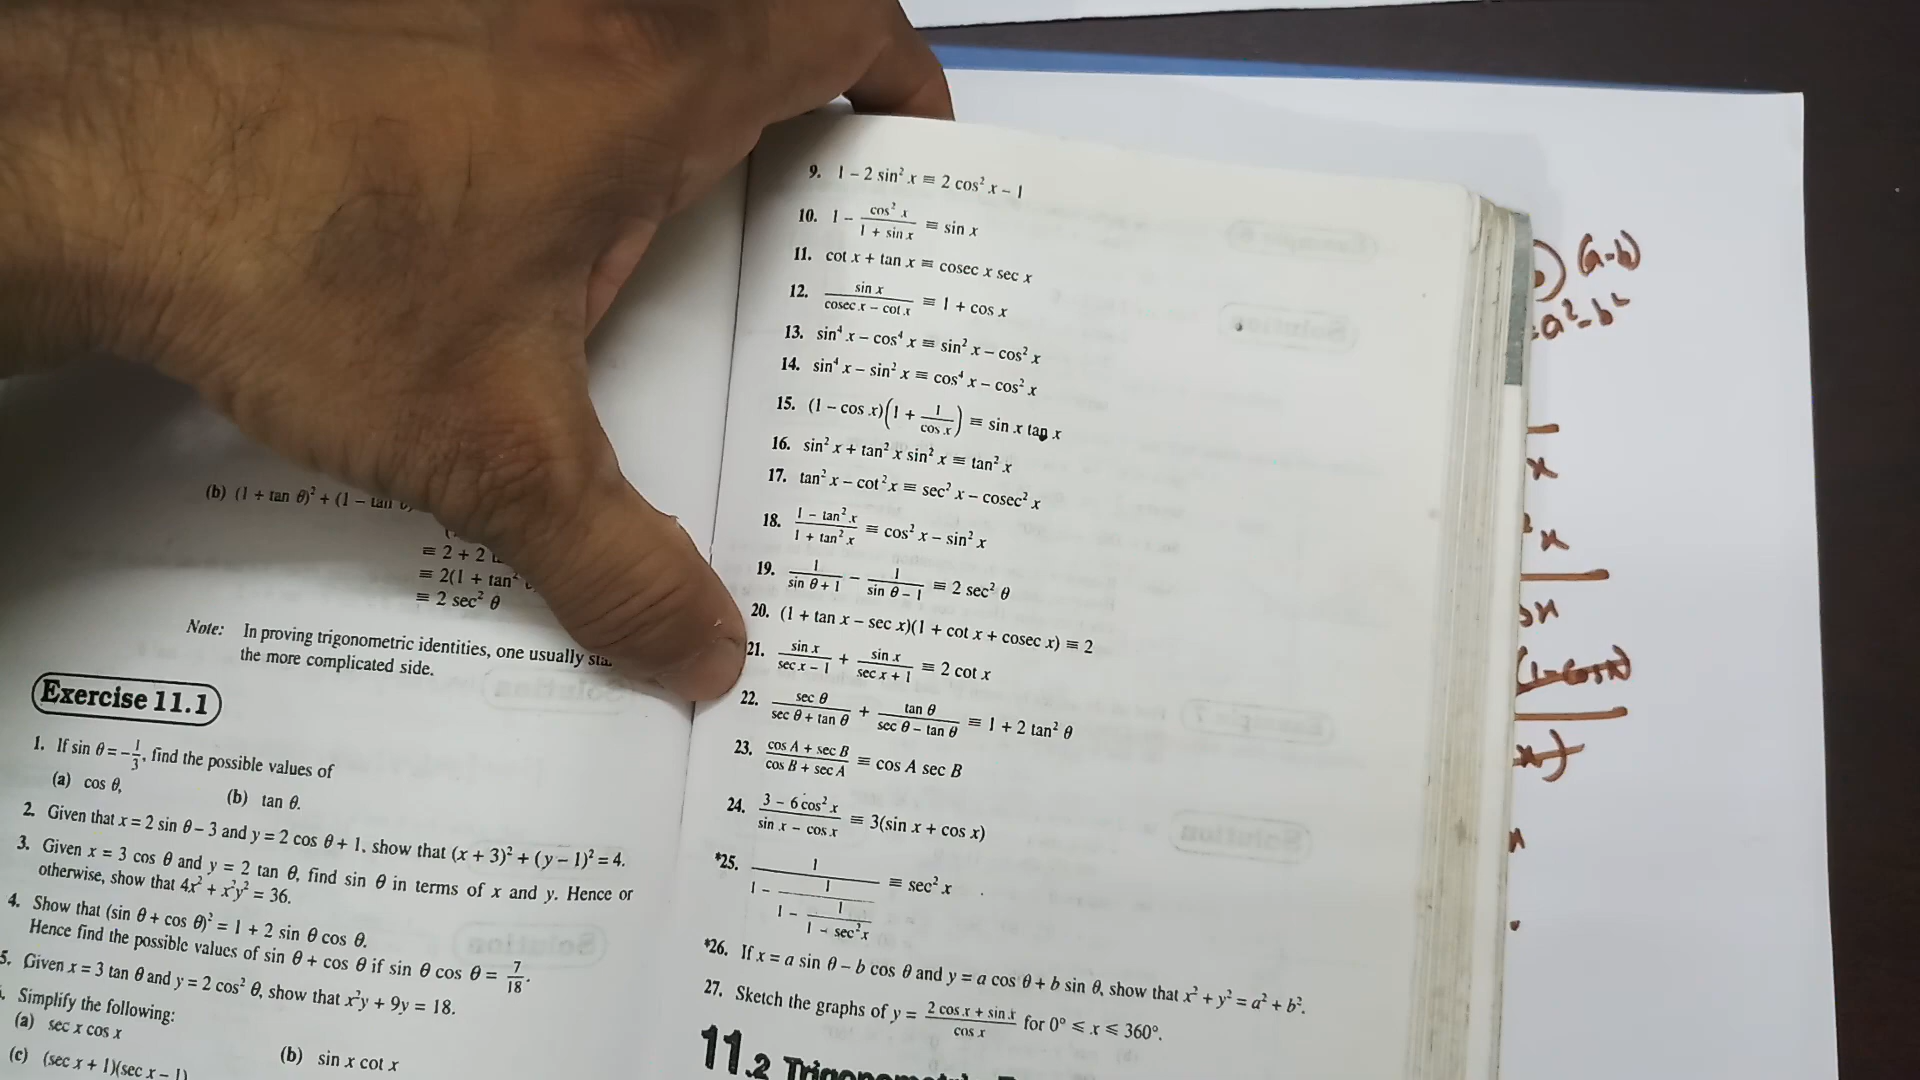 (b) (1 + tan θ)² + (1 − tan
≡ 2 + 2
≡ 2(1 + tan²
≡ 2 sec² θ
Note: In proving trigonometric identities, one usually
the more complicated side.
Exercise 11.1
1. If sin θ = −1/3, find the possible values of
(a) cos θ, (b) tan θ.
2. Given that x = 2 sin θ − 3 and y = 2 cos θ + 1, show that (x + 3)² + (y − 1)² = 4.
3. Given x = 3 cos θ and y = 2 tan θ, find sin θ in terms of x and y. Hence or
otherwise, show that 4x² + x²y² = 36.
4. Show that (sin θ + cos θ)² = 1 + 2 sin θ cos θ.
Hence find the possible values of sin θ + cos θ if sin θ cos θ = 7/18.
5. Given x = 3 tan θ and y = 2 cos² θ, show that x²y + 9y = 18.
Simplify the following:
(a) sec x cos x (b) sin x cot x
(c) (sec x + 1)(sec x − 1)
9. 1 − 2 sin² x ≡ 2 cos² x − 1
10. 1 − cos² x / (1 + sin x) ≡ sin x
11. cot x + tan x ≡ cosec x sec x
12. sin x / (cosec x − cot x) ≡ 1 + cos x
13. sin⁴ x − cos⁴ x ≡ sin² x − cos² x
14. sin⁴ x − sin² x ≡ cos⁴ x − cos² x
15. (1 − cos x)(1 + 1/cos x) ≡ sin x tan x
16. sin² x + tan² x sin² x ≡ tan² x
17. tan² x − cot² x ≡ sec² x − cosec² x
18. (1 − tan² x)/(1 + tan² x) ≡ cos² x − sin² x
19. 1/(sin θ + 1) − 1/(sin θ − 1) ≡ 2 sec² θ
20. (1 + tan x − sec x)(1 + cot x + cosec x) ≡ 2
21. sin x/(sec x − 1) + sin x/(sec x + 1) ≡ 2 cot x
22. sec θ/(sec θ + tan θ) + tan θ/(sec θ − tan θ) ≡ 1 + 2 tan² θ
23. (cos A + sec B)/(cos B + sec A) ≡ cos A sec B
24. (3 − 6 cos² x)/(sin x − cos x) ≡ 3(sin x + cos x)
*25. 1/(1 − 1/(1 − 1/(1 − sec² x))) ≡ sec² x
*26. If x = a sin θ − b cos θ and y = a cos θ + b sin θ, show that x² + y² = a² + b².
27. Sketch the graphs of y = (2 cos x + sin x)/cos x for 0° ⩽ x ⩽ 360°.
11.2
(a-b)
=a²-b²
x
x
(1-cosx)